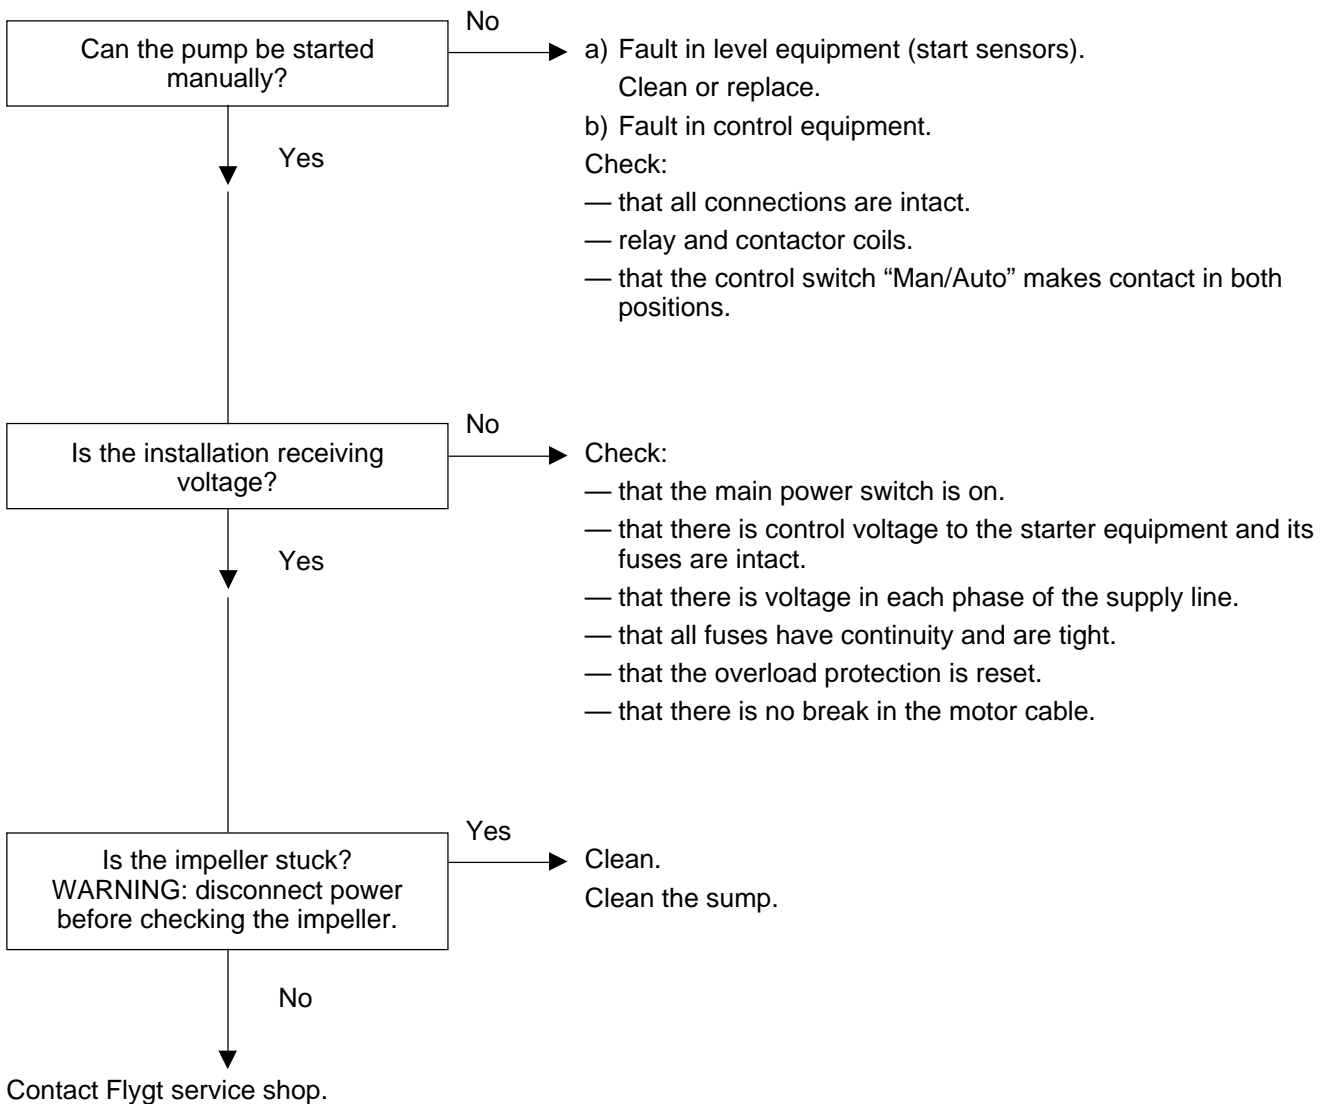 Can the pump be started
manually?
No
a) Fault in level equipment (start sensors).
Clean or replace.
b) Fault in control equipment.
Check:
— that all connections are intact.
— relay and contactor coils.
— that the control switch “Man/Auto” makes contact in both
positions.
Yes
Is the installation receiving
voltage?
No
Check:
— that the main power switch is on.
— that there is control voltage to the starter equipment and its
fuses are intact.
— that there is voltage in each phase of the supply line.
— that all fuses have continuity and are tight.
— that the overload protection is reset.
— that there is no break in the motor cable.
Yes
Is the impeller stuck?
WARNING: disconnect power
before checking the impeller.
Yes
Clean.
Clean the sump.
No
Contact Flygt service shop.